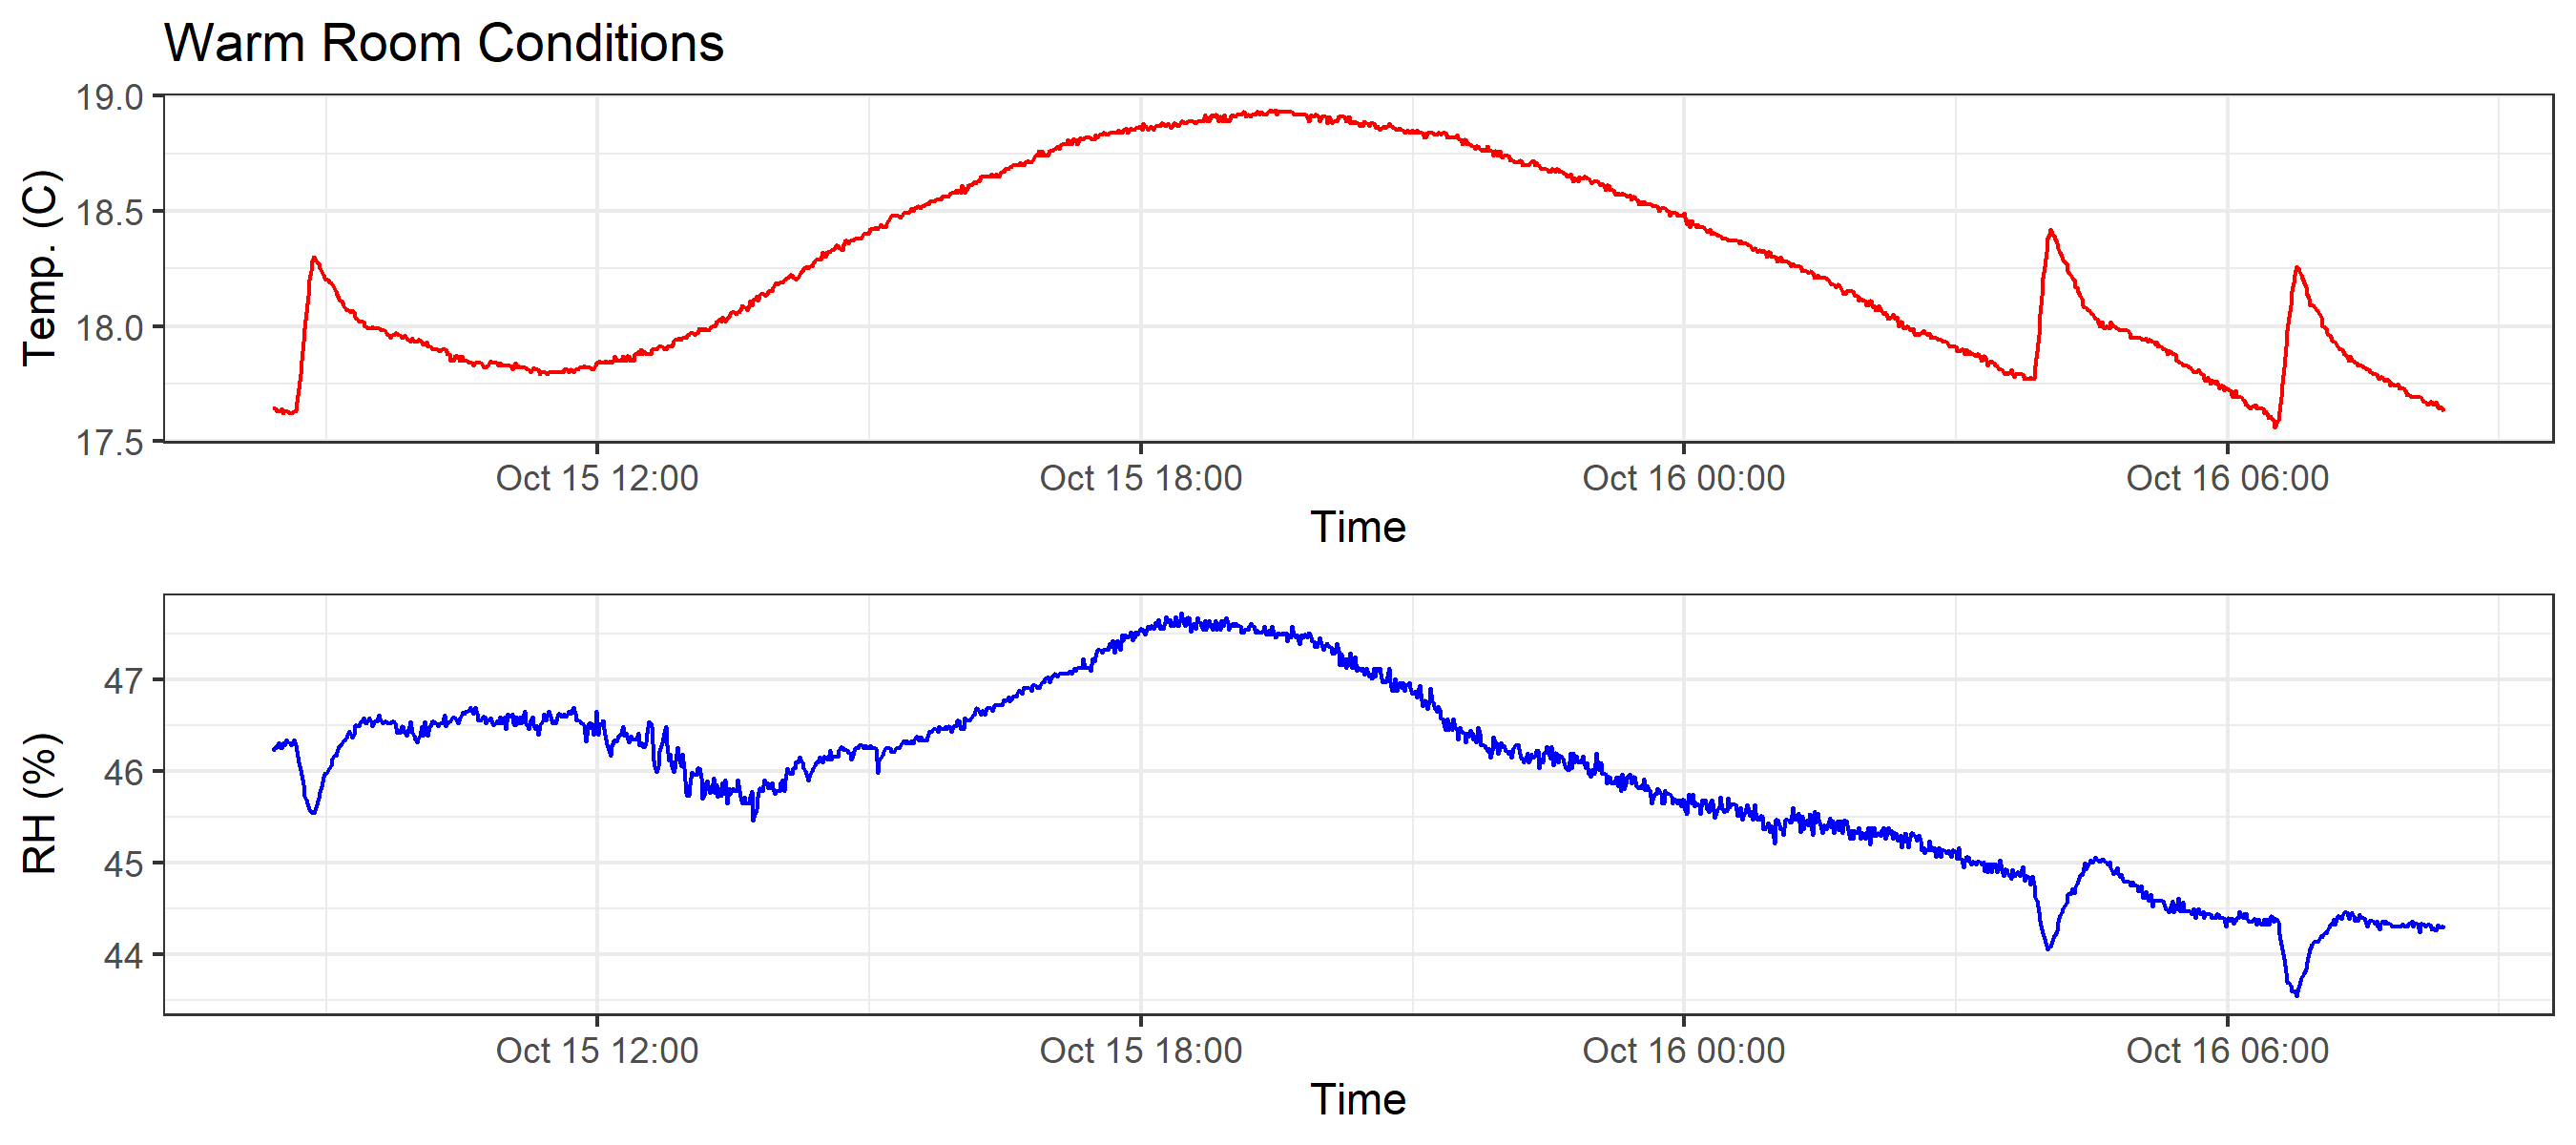 Warm Room Conditions
19.0
18.5
18.0
17.5
Temp. (C)
Oct 15 12:00 Oct 15 18:00 Oct 16 00:00 Oct 16 06:00
Time
47
46
45
44
RH (%)
Oct 15 12:00 Oct 15 18:00 Oct 16 00:00 Oct 16 06:00
Time